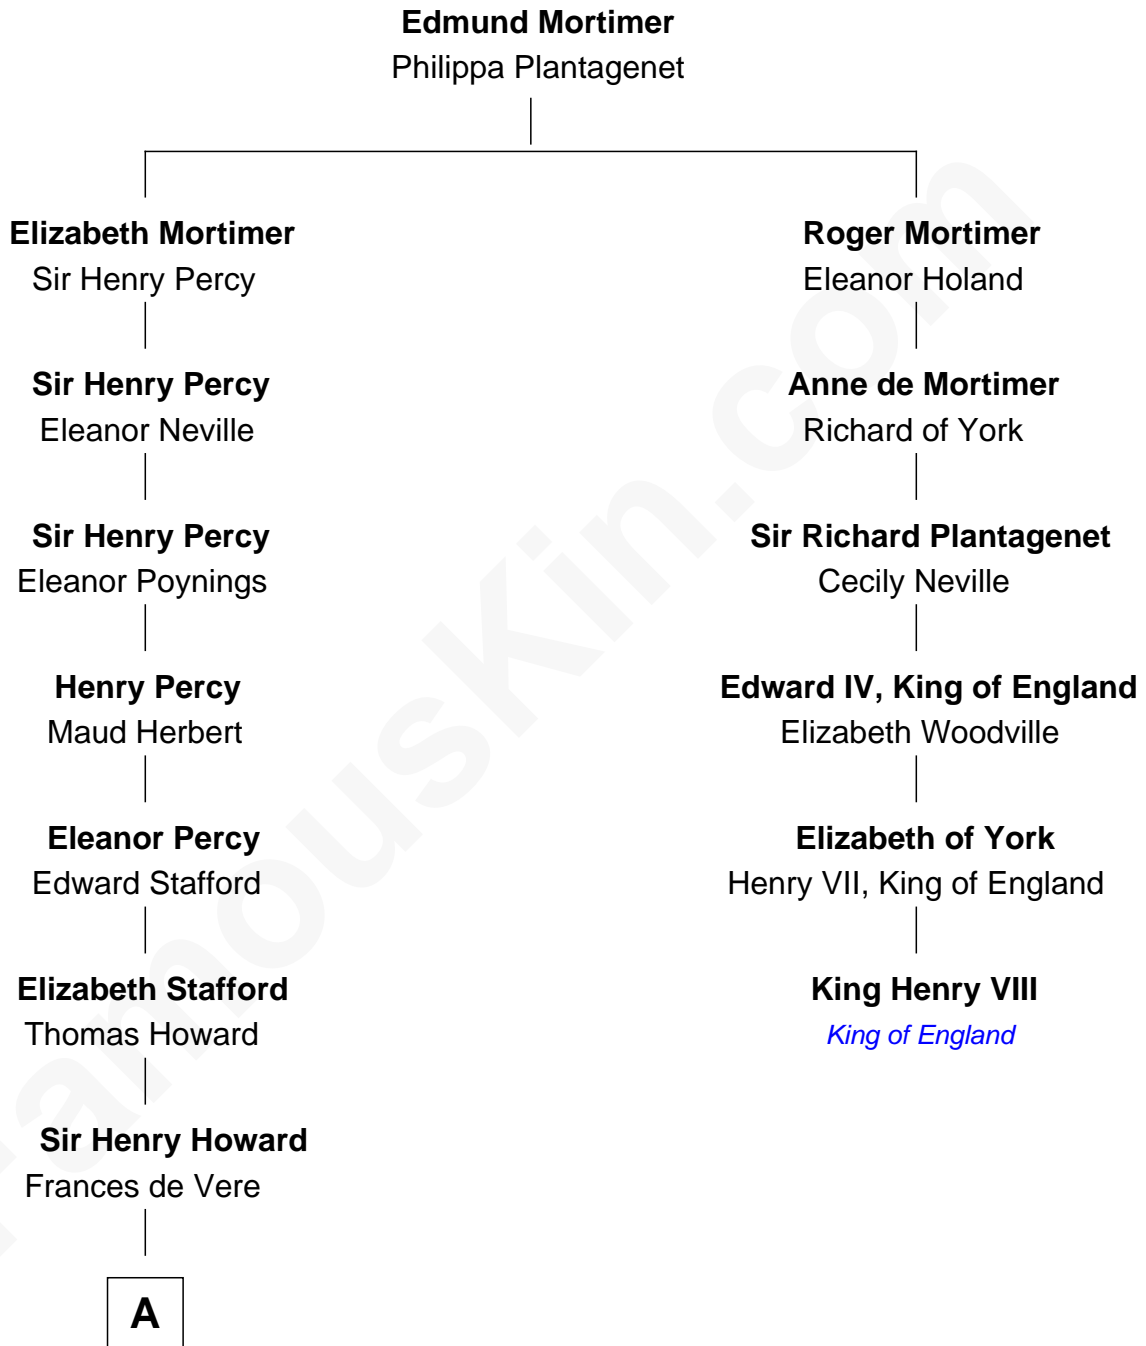 Edmund Mortimer
Philippa Plantagenet
Elizabeth Mortimer
Sir Henry Percy
Roger Mortimer
Eleanor Holand
Sir Henry Percy
Eleanor Neville
Anne de Mortimer
Richard of York
Sir Henry Percy
Eleanor Poynings
Sir Richard Plantagenet
Cecily Neville
Henry Percy
Maud Herbert
Edward IV, King of England
Elizabeth Woodville
Eleanor Percy
Edward Stafford
Elizabeth of York
Henry VII, King of England
Elizabeth Stafford
Thomas Howard
King Henry VIII
King of England
Sir Henry Howard
Frances de Vere
A
FamousKin.com